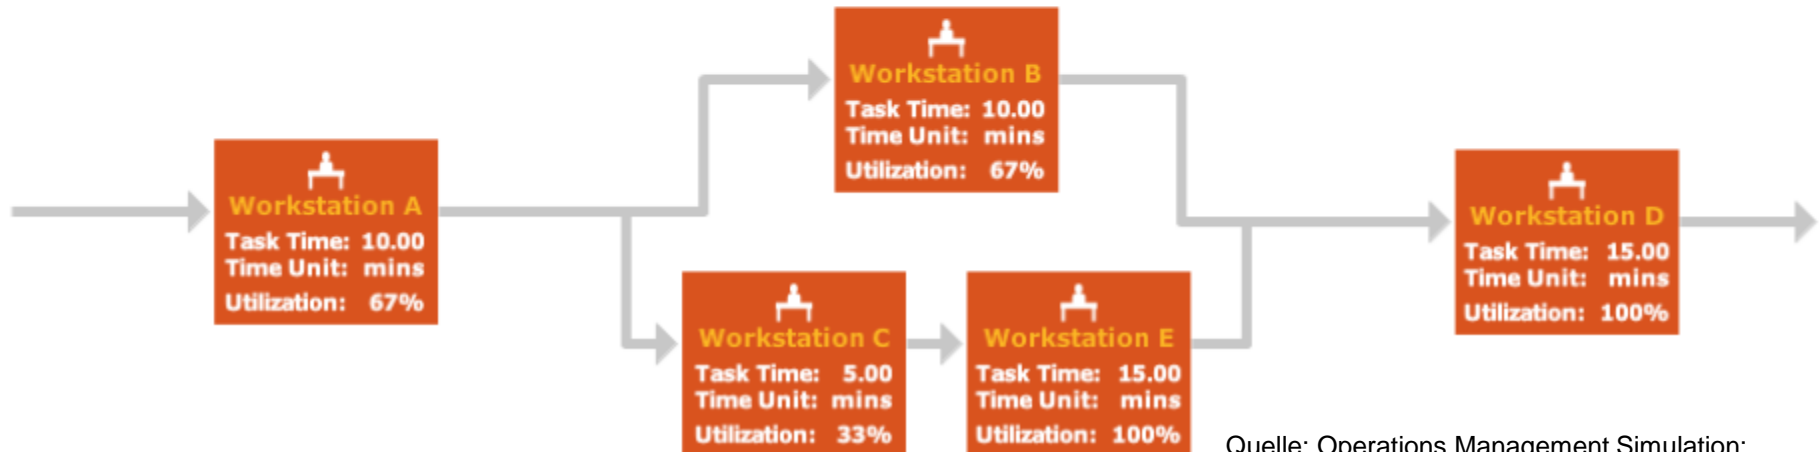 Workstation A
Task Time: 10.00
Time Unit: mins
Utilization: 67%
Workstation B
Task Time: 10.00
Time Unit: mins
Utilization: 67%
Workstation C
Task Time: 5.00
Time Unit: mins
Utilization: 33%
Workstation E
Task Time: 15.00
Time Unit: mins
Utilization: 100%
Workstation D
Task Time: 15.00
Time Unit: mins
Utilization: 100%
Quelle: Operations Management Simulation: